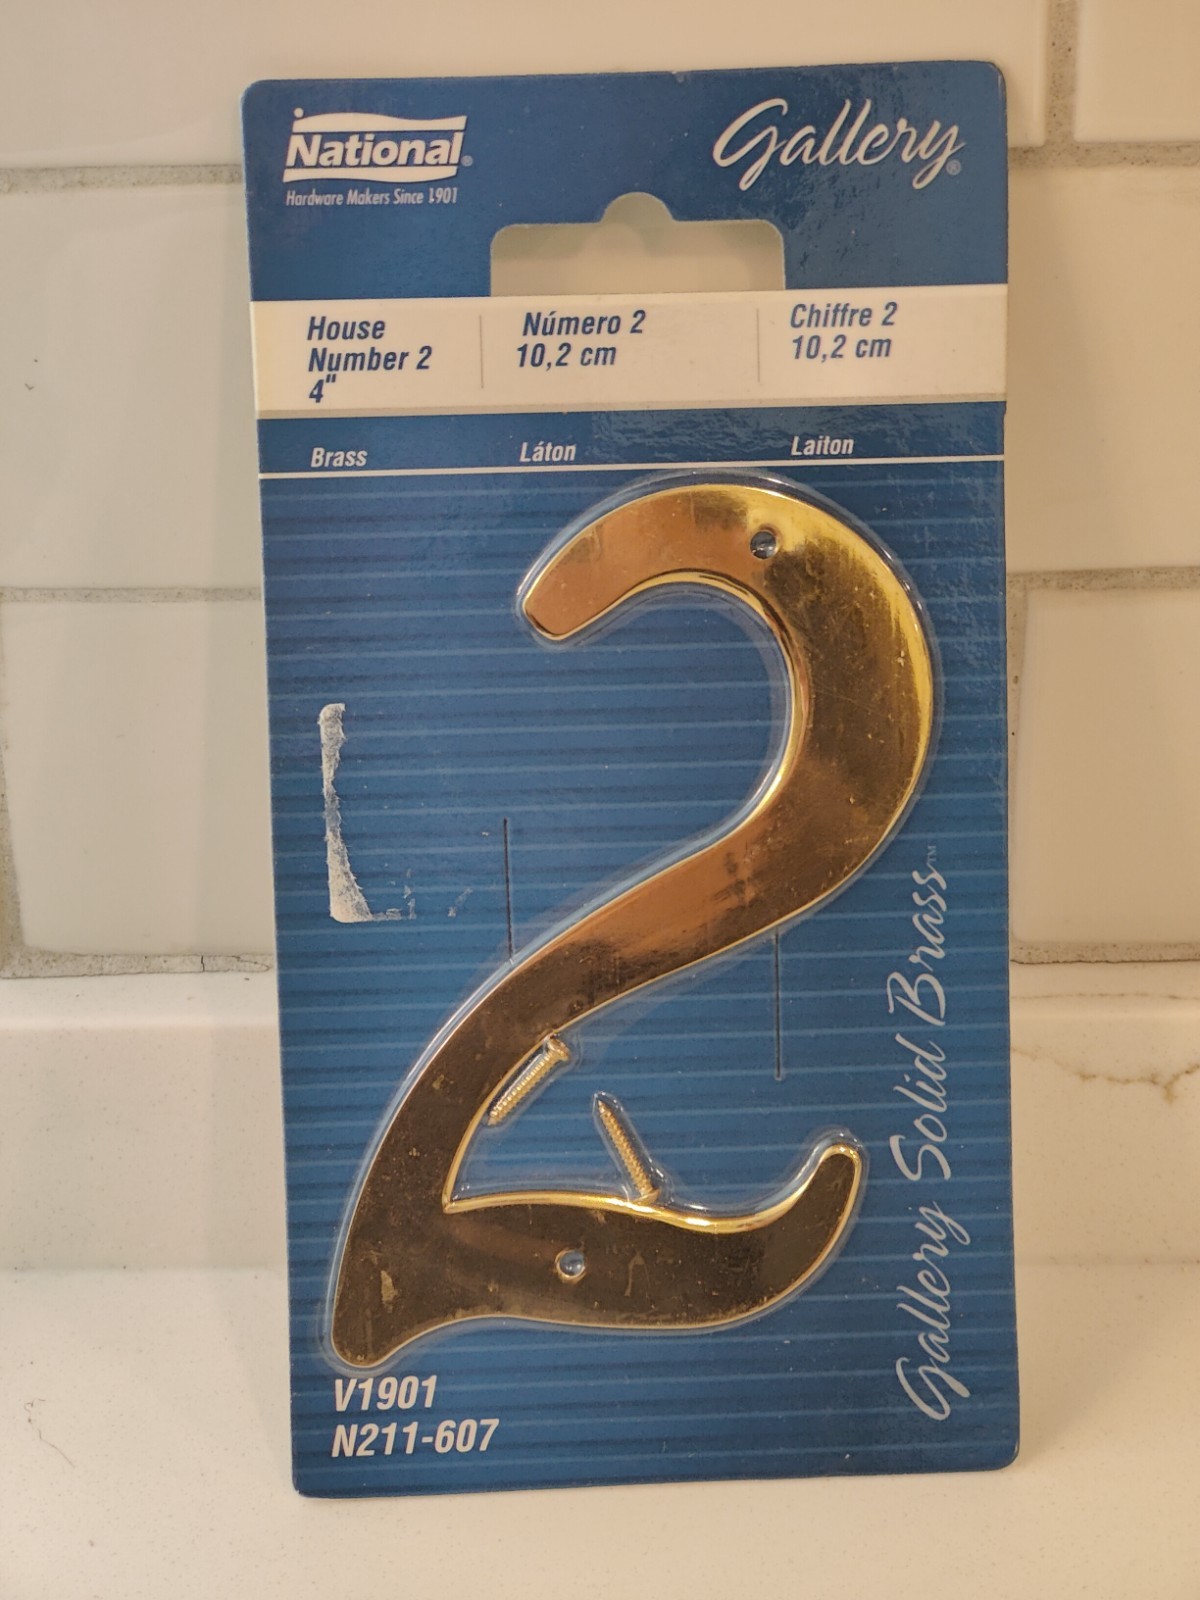 National®
Hardware Makers Since 1901
Gallery®
House
Number 2
4"
Número 2
10,2 cm
Chiffre 2
10,2 cm
Brass
Láton
Laiton
Gallery Solid Brass™
V1901
N211-607